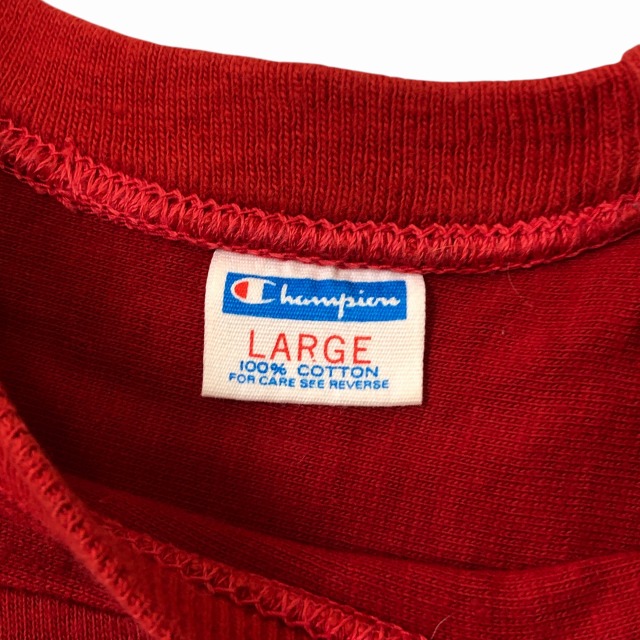 Champion
LARGE
100% COTTON
FOR CARE SEE REVERSE